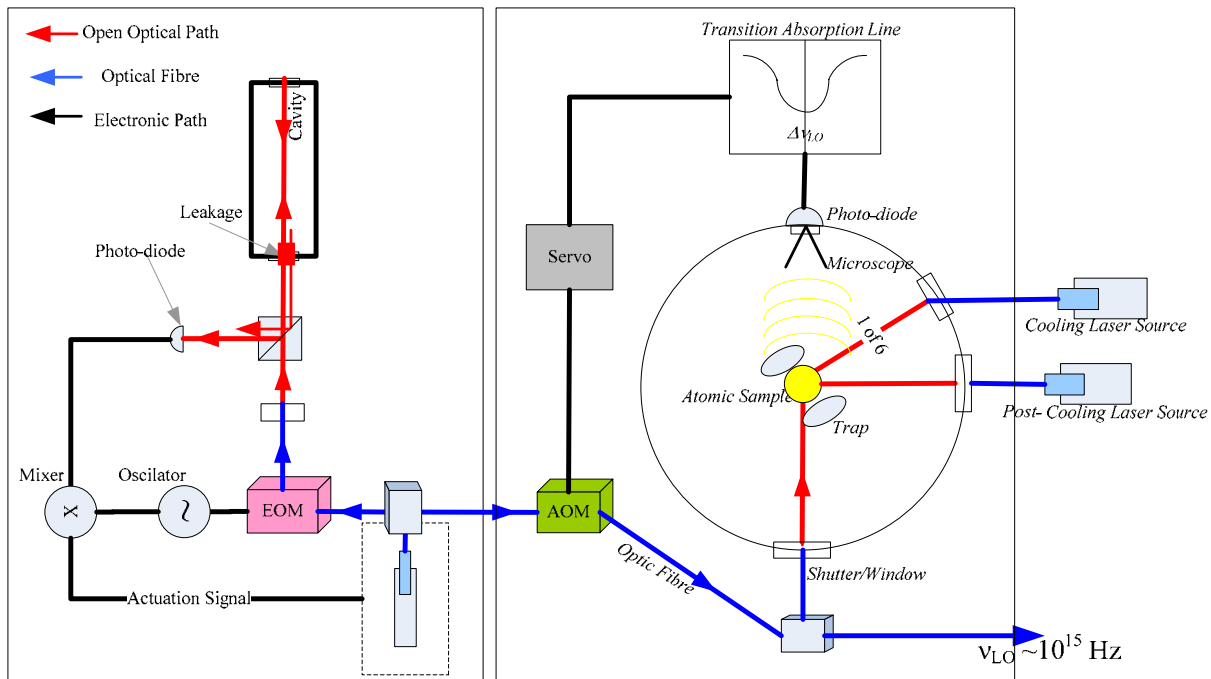 Open Optical Path
Optical Fibre
Electronic Path
Cavity
Leakage
Photo-diode
Mixer
Oscilator
X
~
EOM
Actuation Signal
Transition Absorption Line
Δν_LO
Servo
Photo-diode
Microscope
1 of 6
Cooling Laser Source
Atomic Sample
Trap
Post- Cooling Laser Source
AOM
Optic Fibre
Shutter/Window
ν_LO ~10^15 Hz